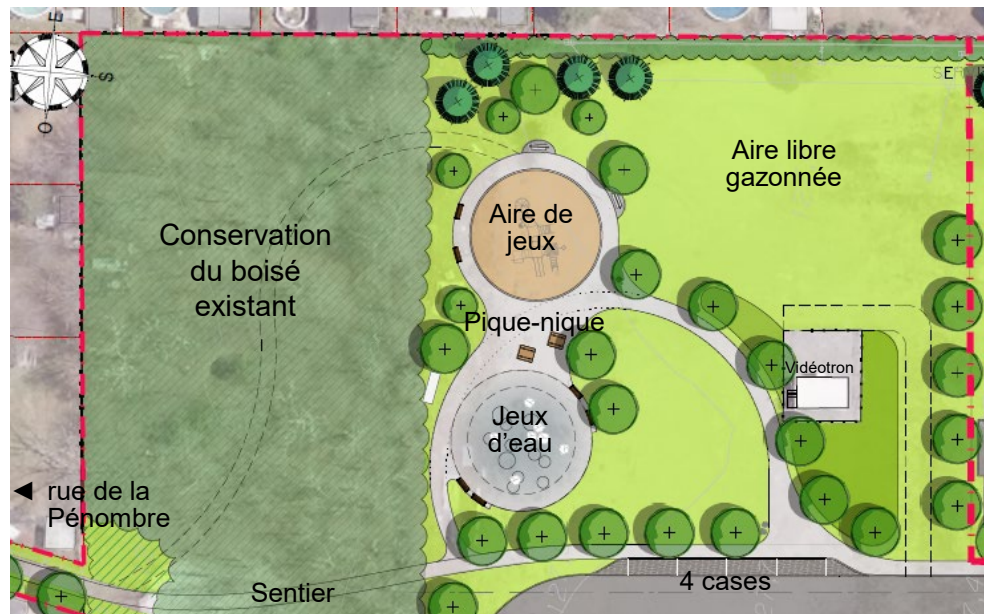 E
S
O
Conservation
du boisé
existant
Aire de
jeux
Aire libre
gazonnée
E
Pique-nique
Vidéotron
Jeux
d'eau
◄ rue de la
Pénombre
Sentier
4 cases